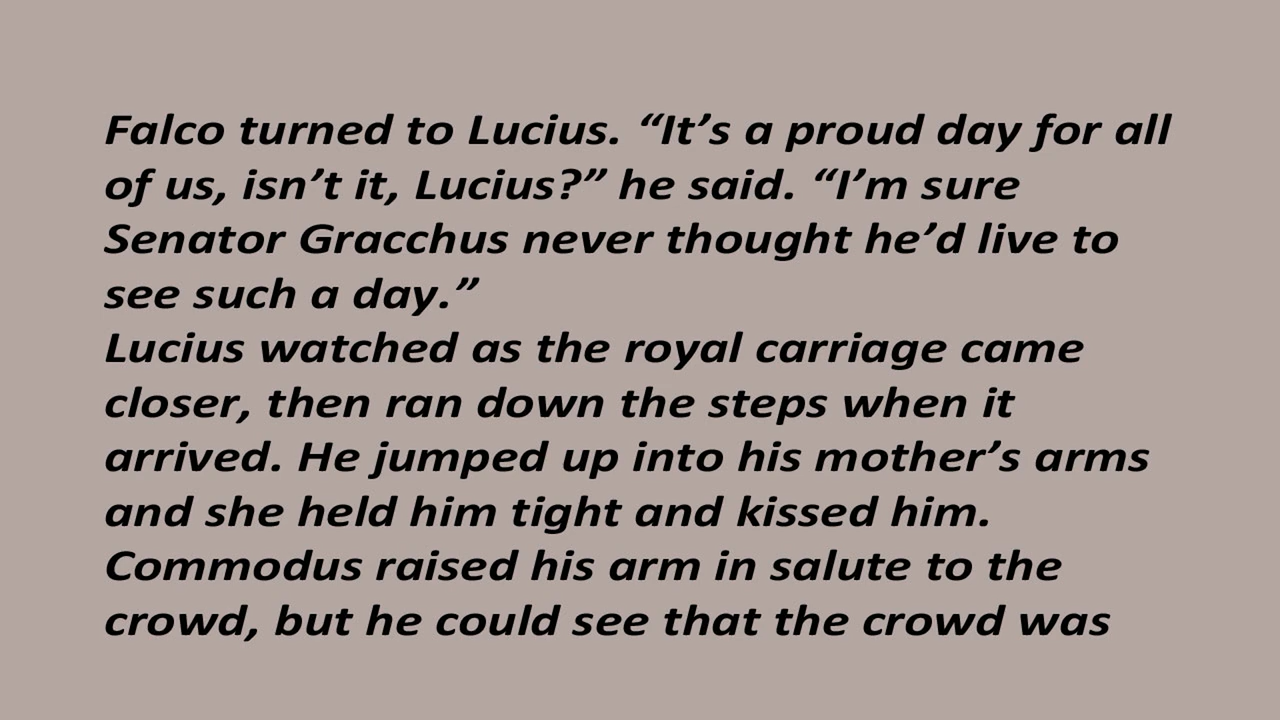 Falco turned to Lucius. “It’s a proud day for all
of us, isn’t it, Lucius?” he said. “I’m sure
Senator Gracchus never thought he’d live to
see such a day.”
Lucius watched as the royal carriage came
closer, then ran down the steps when it
arrived. He jumped up into his mother’s arms
and she held him tight and kissed him.
Commodus raised his arm in salute to the
crowd, but he could see that the crowd was